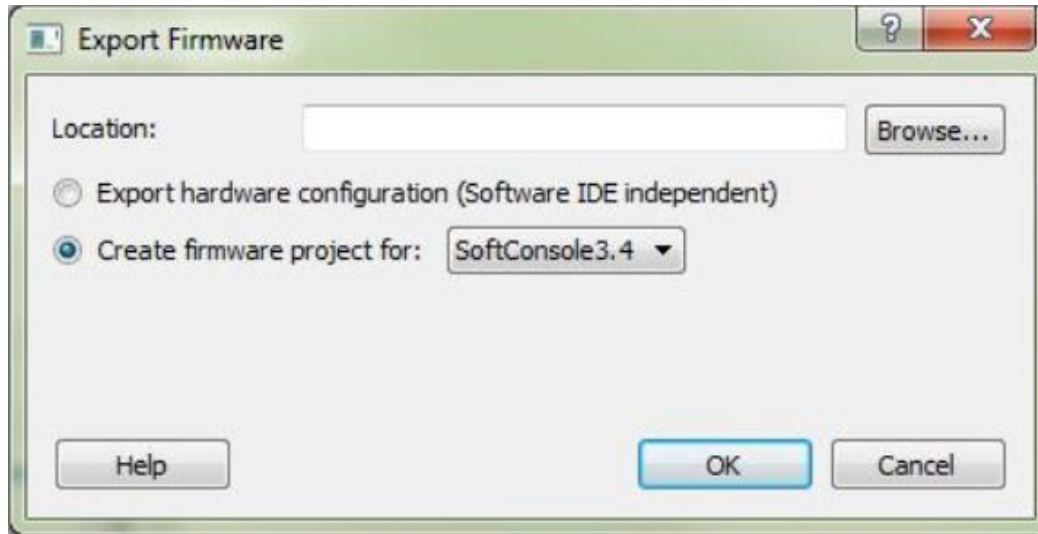 Export Firmware
Location: Browse...
Export hardware configuration (Software IDE independent)
Create firmware project for: SoftConsole3.4
Help OK Cancel